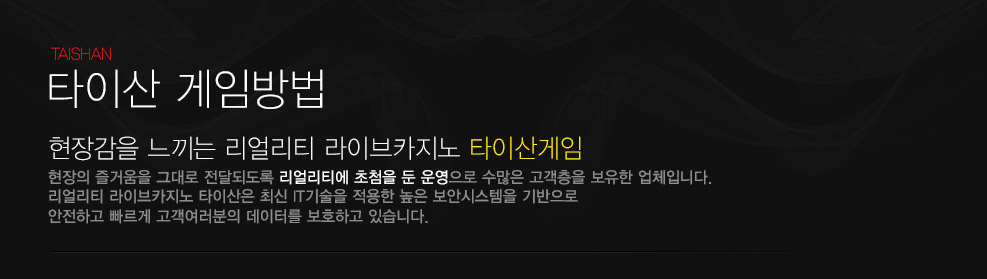 TAISHAN
타이산 게임방법
현장감을 느끼는 리얼리티 라이브카지노 타이산게임
현장의 즐거움을 그대로 전달되도록 리얼리티에 초첨을 둔 운영으로 수많은 고객층을 보유한 업체입니다.
리얼리티 라이브카지노 타이산은 최신 IT기술을 적용한 높은 보안시스템을 기반으로
안전하고 빠르게 고객여러분의 데이터를 보호하고 있습니다.